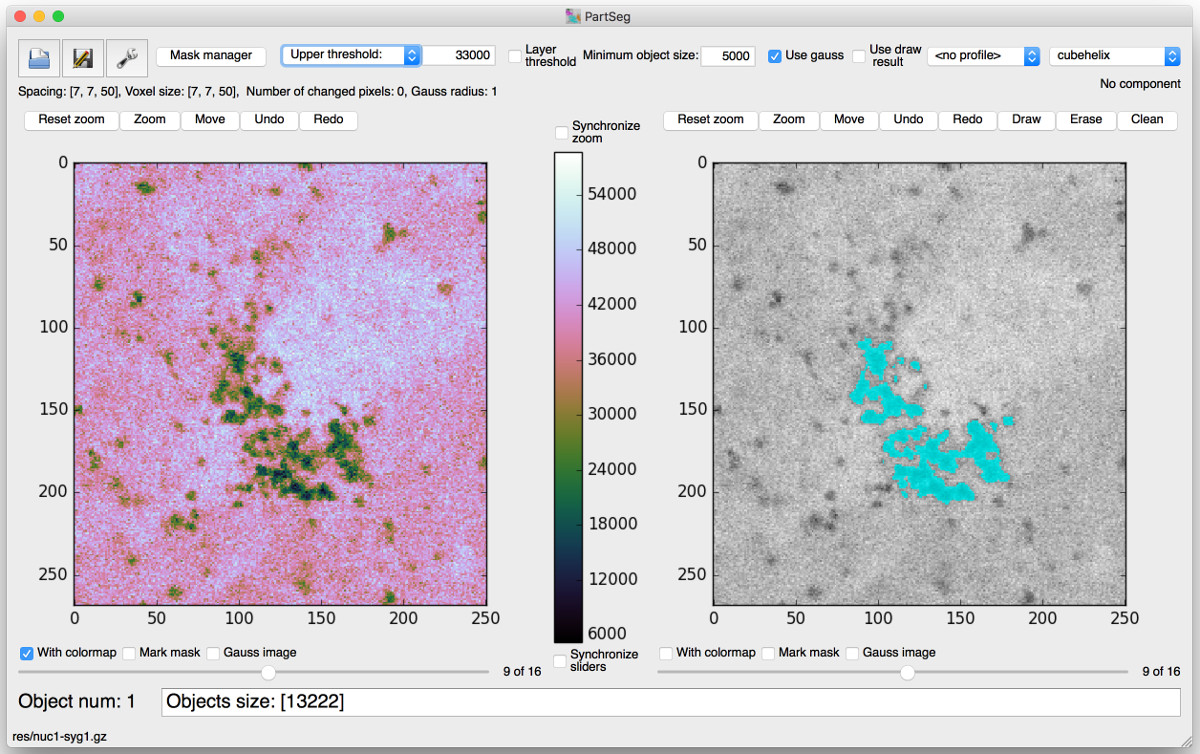 PartSeg
Mask manager Upper threshold: 33000 Layer threshold Minimum object size: 5000 Use gauss Use draw result <no profile> cubehelix
Spacing: [7, 7, 50], Voxel size: [7, 7, 50], Number of changed pixels: 0, Gauss radius: 1
No component
Reset zoom Zoom Move Undo Redo
Synchronize zoom
Reset zoom Zoom Move Undo Redo Draw Erase Clean
0
50
100
150
200
250
0 50 100 150 200 250
54000
48000
42000
36000
30000
24000
18000
12000
6000
0
50
100
150
200
250
0 50 100 150 200 250
With colormap Mark mask Gauss image
9 of 16
Synchronize sliders
With colormap Mark mask Gauss image
9 of 16
Object num: 1 Objects size: [13222]
res/nuc1-syg1.gz